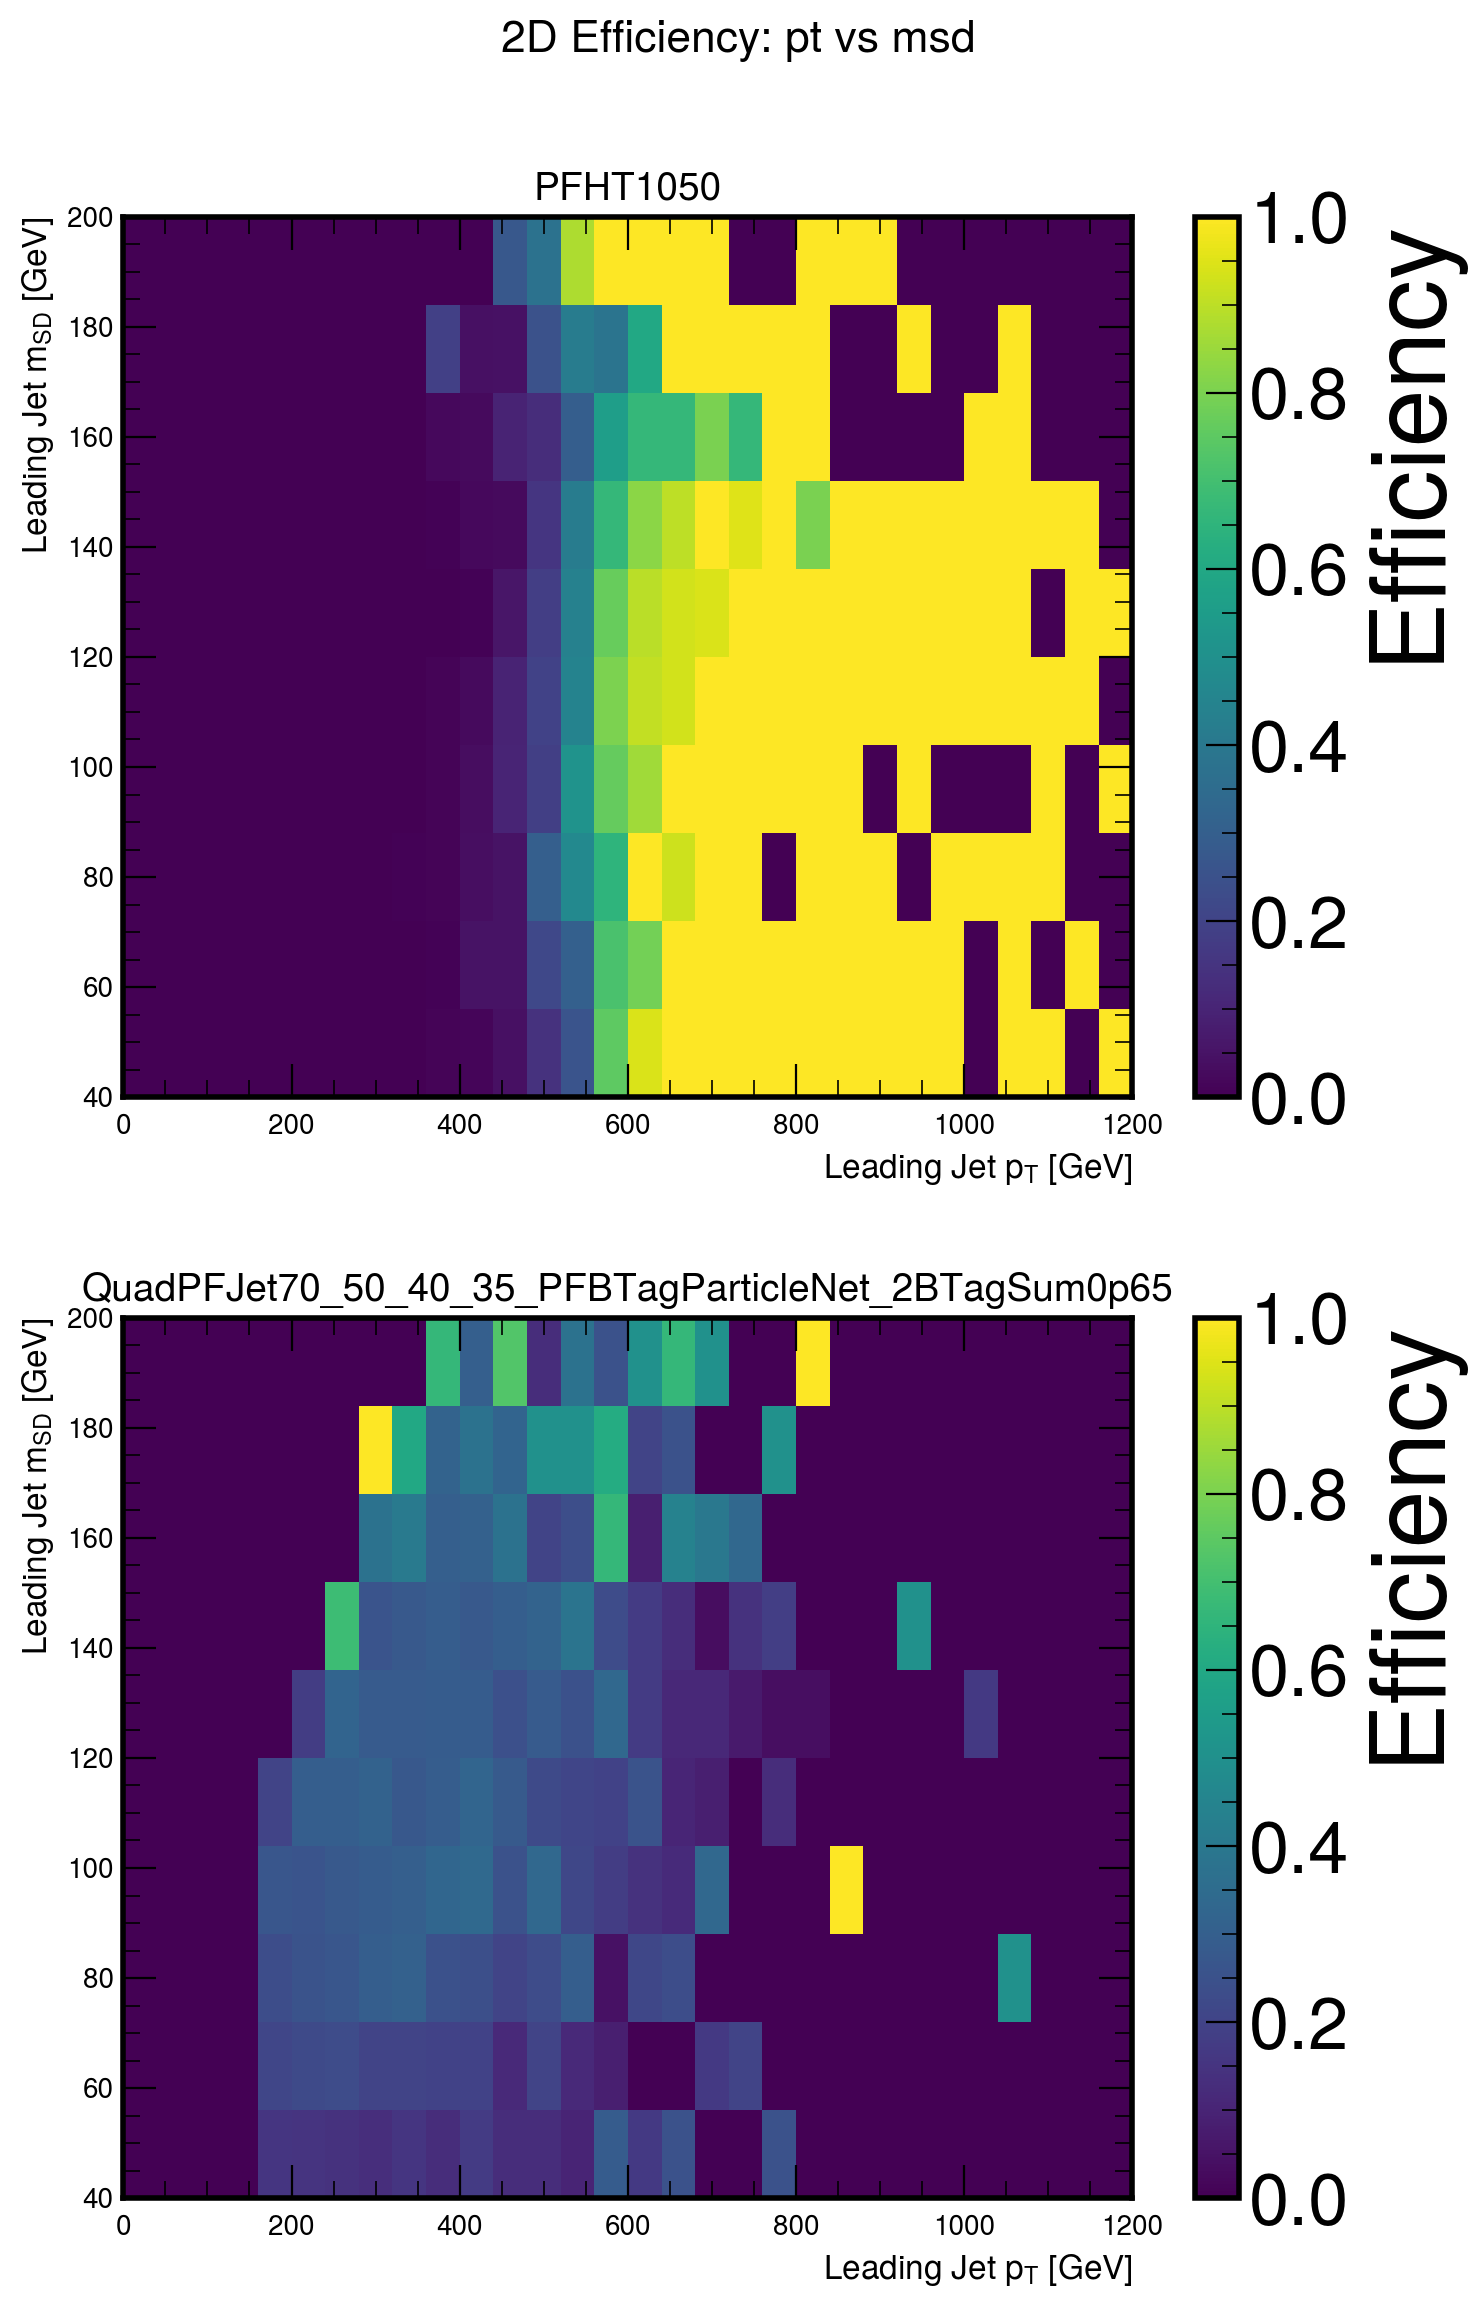 2D Efficiency: pt vs msd
PFHT1050
Leading Jet mSD [GeV]
200
180
160
140
120
100
80
60
40
0 200 400 600 800 1000 1200
Leading Jet pT [GeV]
1.0
0.8
0.6
0.4
0.2
0.0
Efficiency
QuadPFJet70_50_40_35_PFBTagParticleNet_2BTagSum0p65
Leading Jet mSD [GeV]
200
180
160
140
120
100
80
60
40
0 200 400 600 800 1000 1200
Leading Jet pT [GeV]
1.0
0.8
0.6
0.4
0.2
0.0
Efficiency